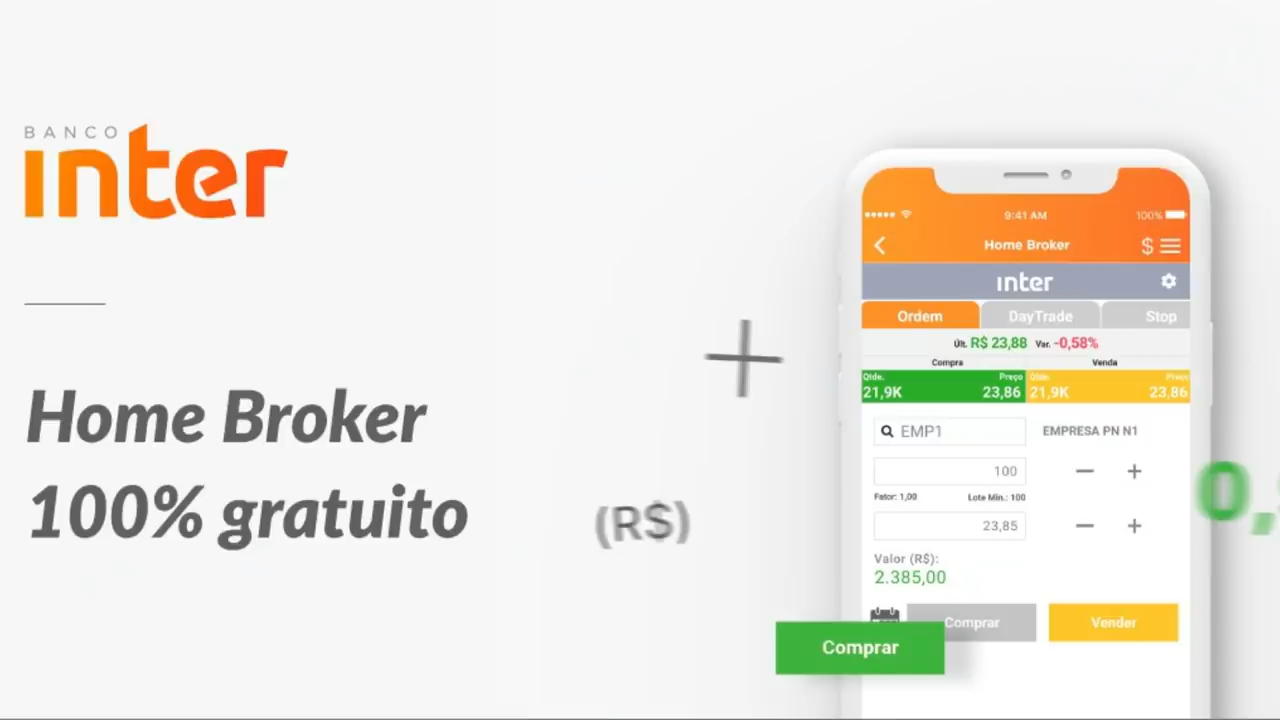 BANCO
inter
Home Broker
100% gratuito
(R$)
9:41 AM
100%
Home Broker
$
inter
Ordem
DayTrade
Stop
Últ. R$ 23,88 Var. -0,58%
Compra
Venda
Qtde.
Preço
Qtde.
Preço
21,9K
23,86
21,9K
23,86
EMP1
EMPRESA PN N1
100
Fator: 1,00
Lote Min.: 100
23,85
Valor (R$):
2.385,00
Comprar
Vender
Comprar
0,